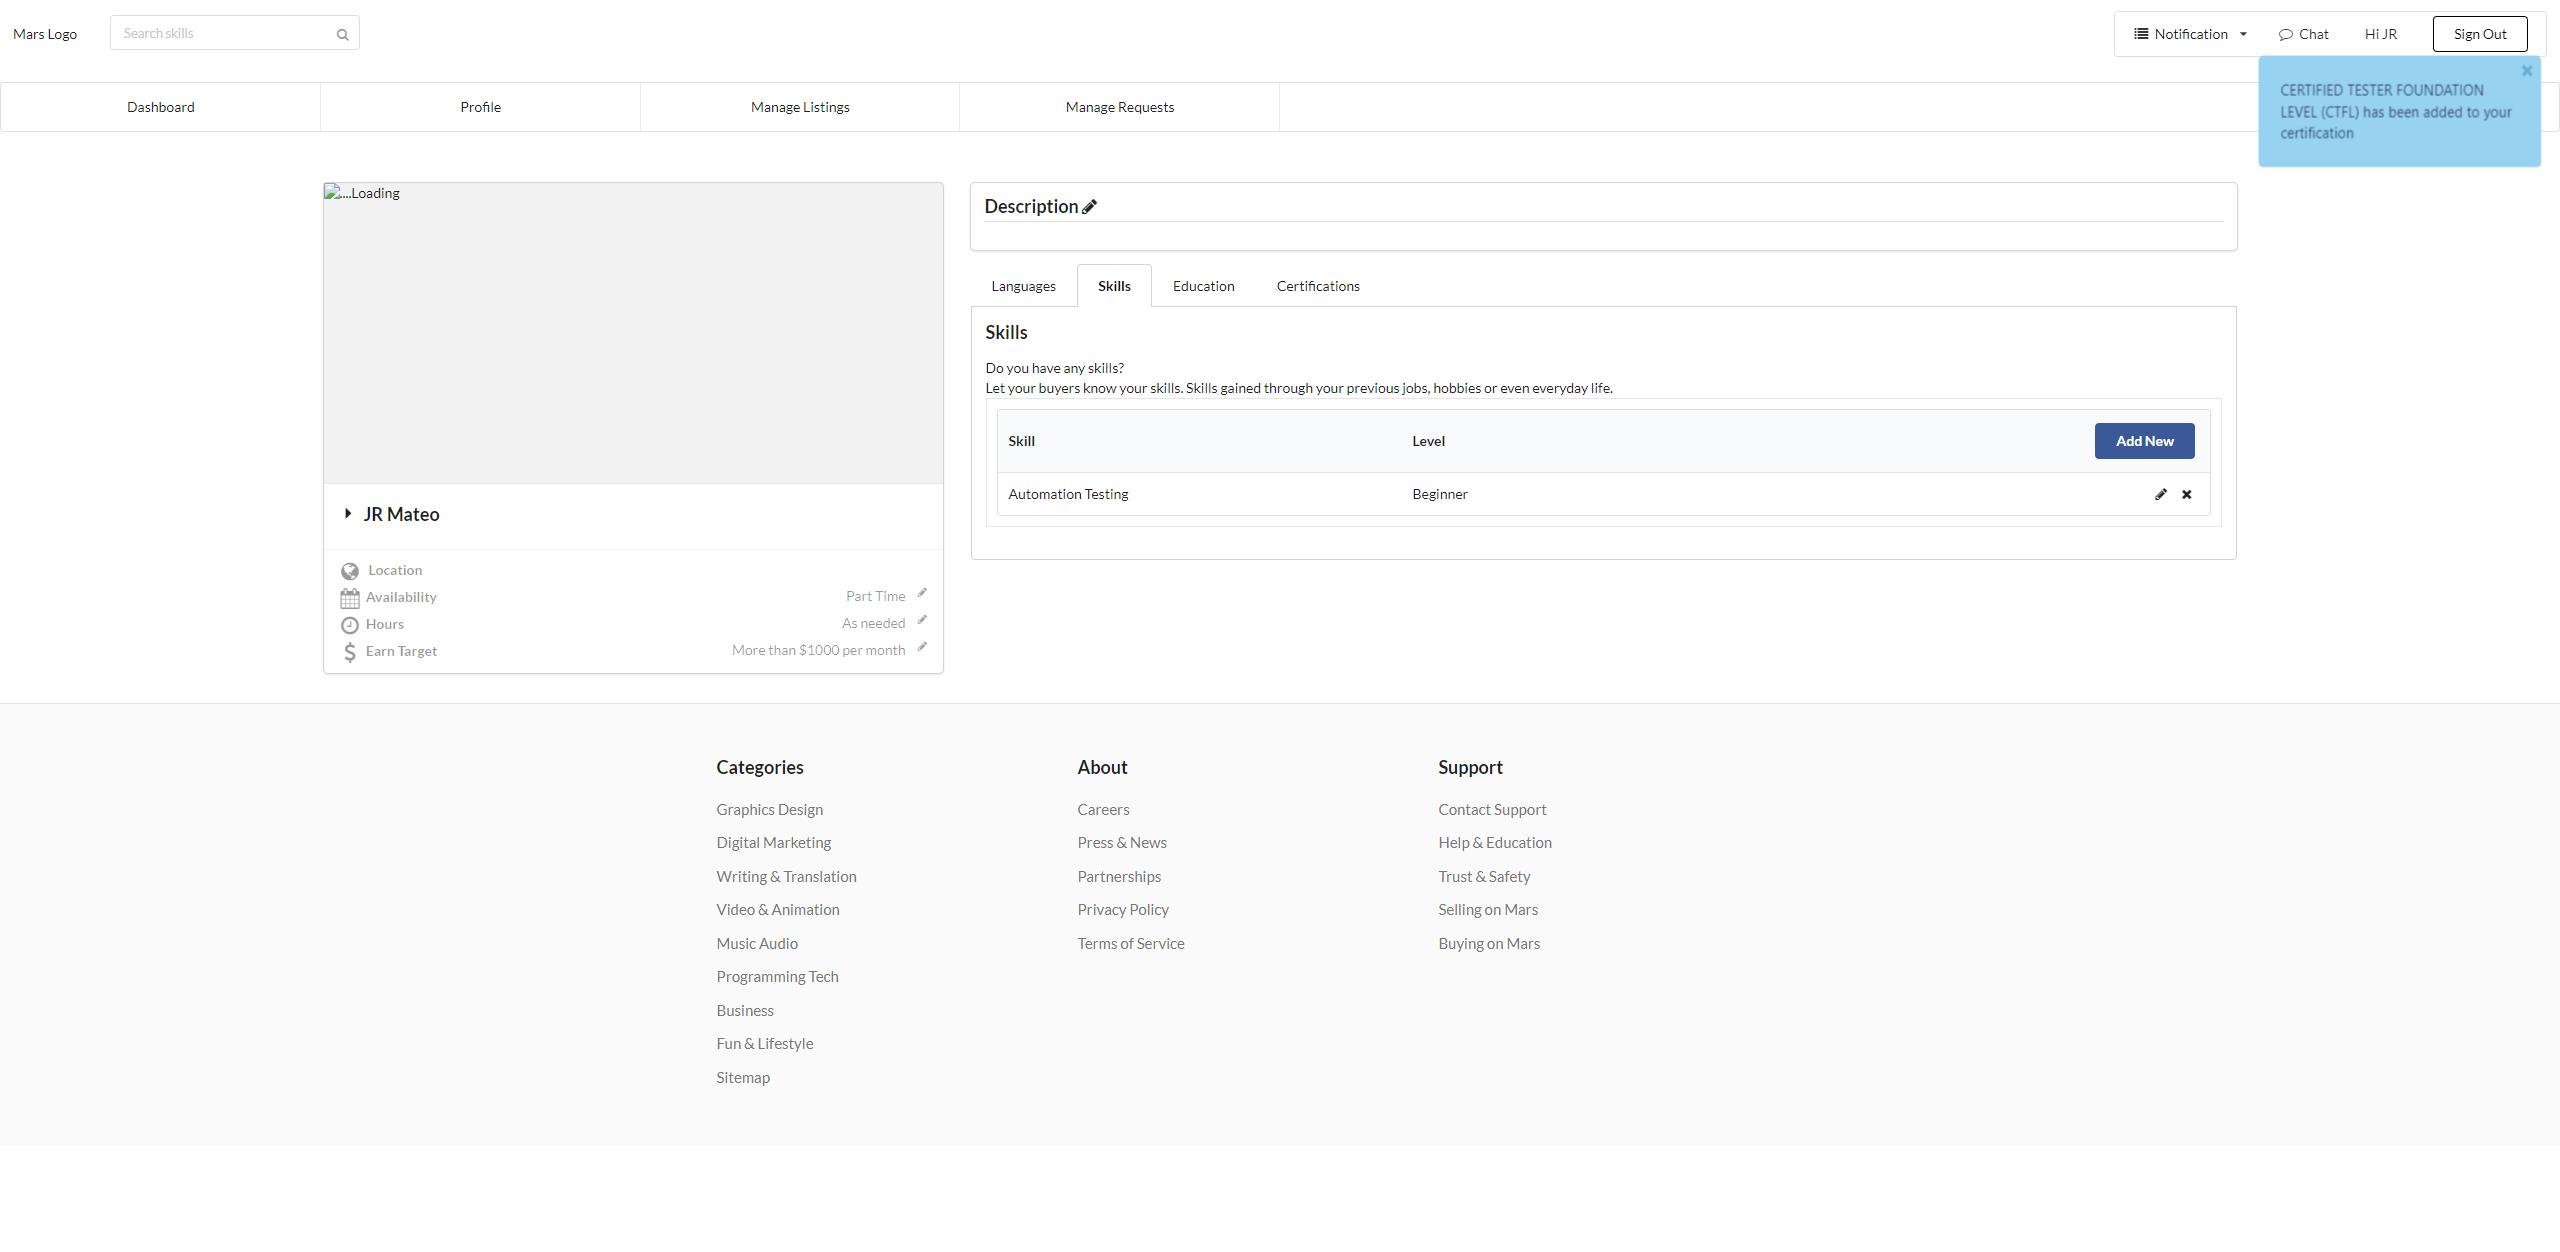 Mars Logo
Search skills
Notification
Chat
Hi JR
Sign Out
CERTIFIED TESTER FOUNDATION
LEVEL (CTFL) has been added to your
certification
Dashboard
Profile
Manage Listings
Manage Requests
....Loading
JR Mateo
Location
Availability
Part Time
Hours
As needed
Earn Target
More than $1000 per month
Description
Languages
Skills
Education
Certifications
Skills
Do you have any skills?
Let your buyers know your skills. Skills gained through your previous jobs, hobbies or even everyday life.
Skill
Level
Add New
Automation Testing
Beginner
Categories
Graphics Design
Digital Marketing
Writing & Translation
Video & Animation
Music Audio
Programming Tech
Business
Fun & Lifestyle
Sitemap
About
Careers
Press & News
Partnerships
Privacy Policy
Terms of Service
Support
Contact Support
Help & Education
Trust & Safety
Selling on Mars
Buying on Mars